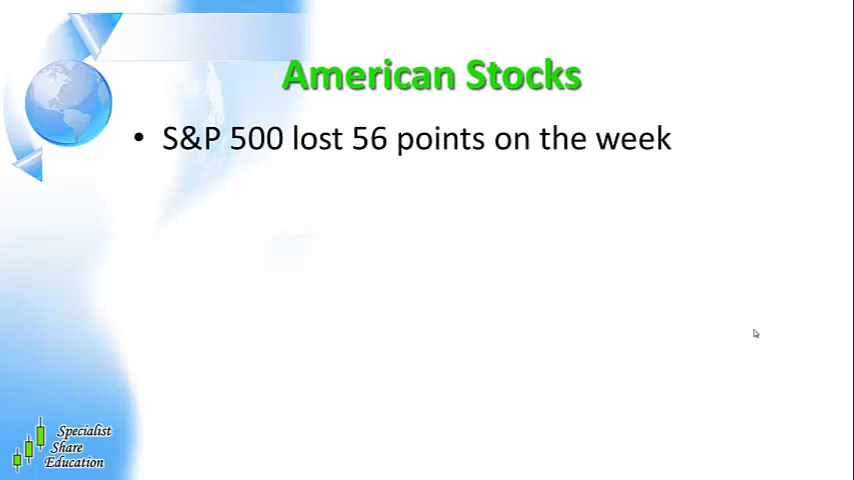 American Stocks
• S&P 500 lost 56 points on the week
Specialist
Share
Education